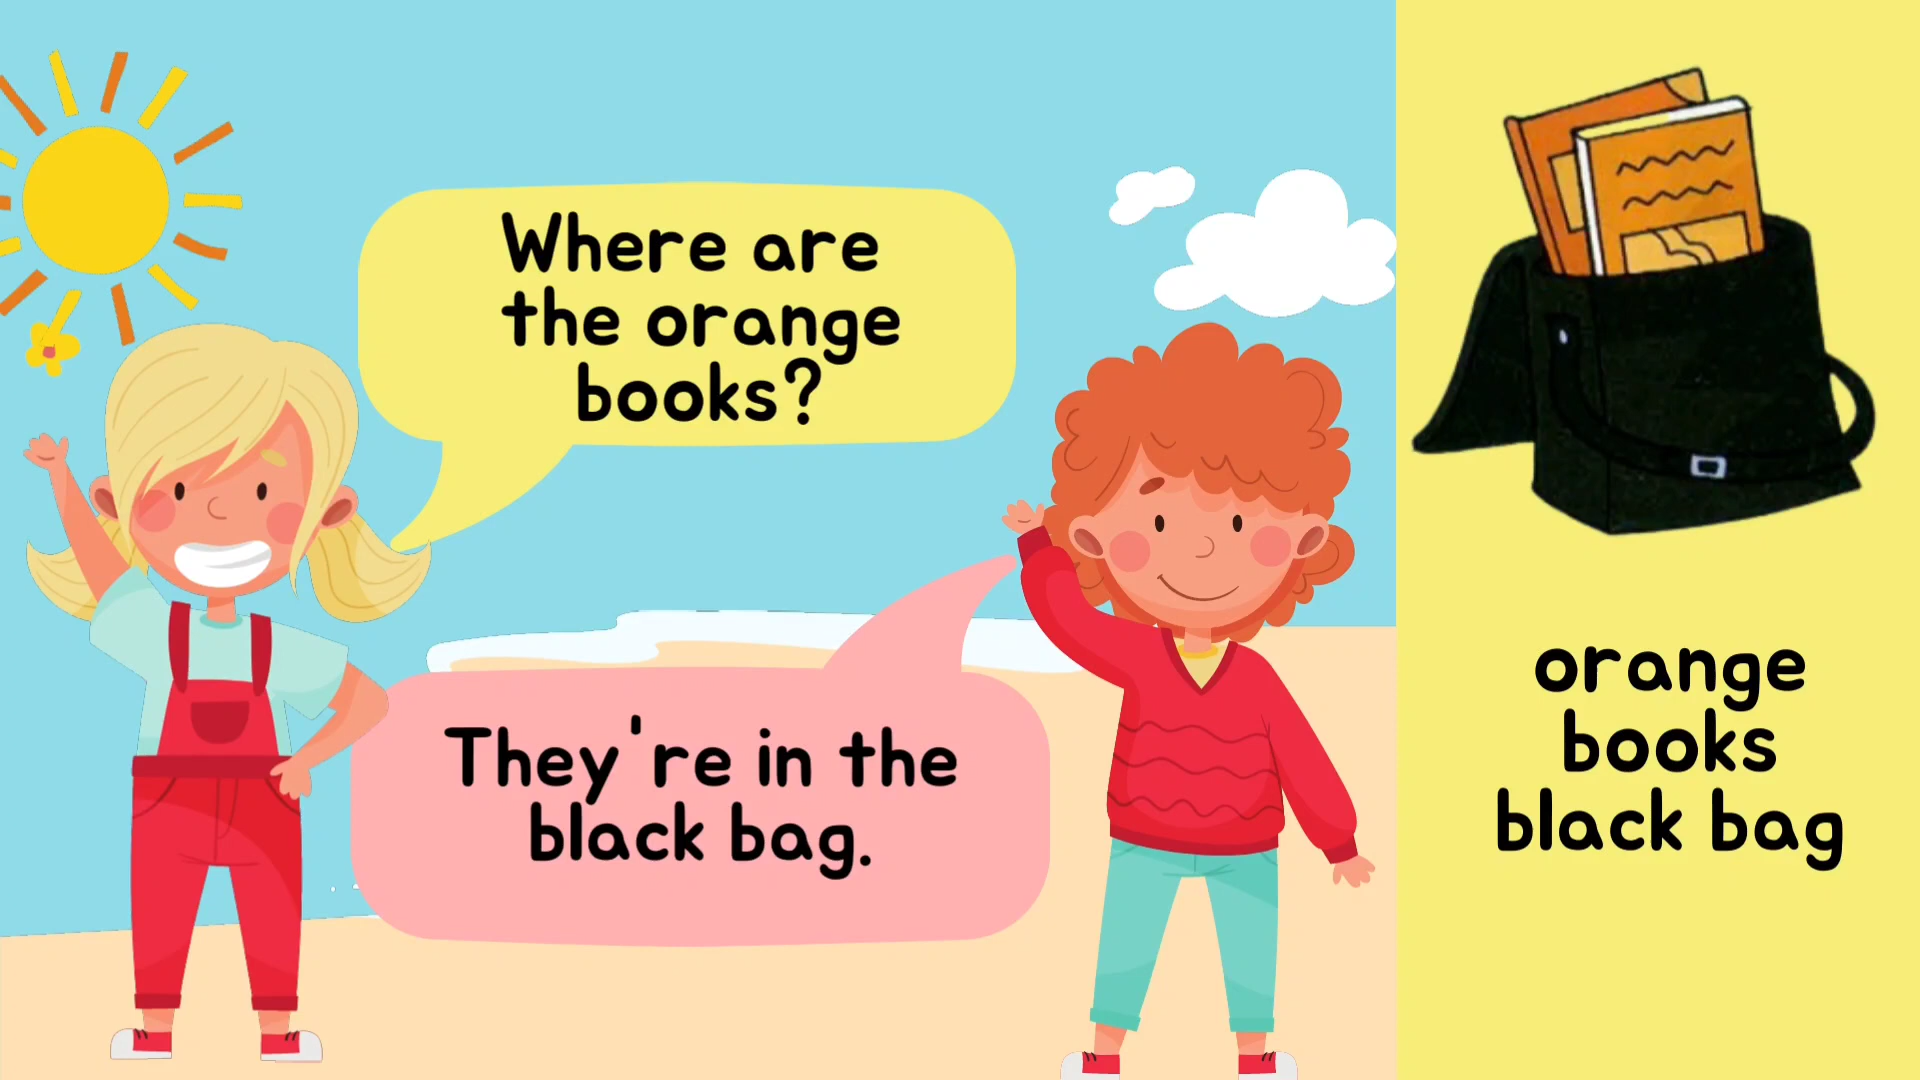 Where are
the orange
books?
They're in the
black bag.
orange
books
black bag